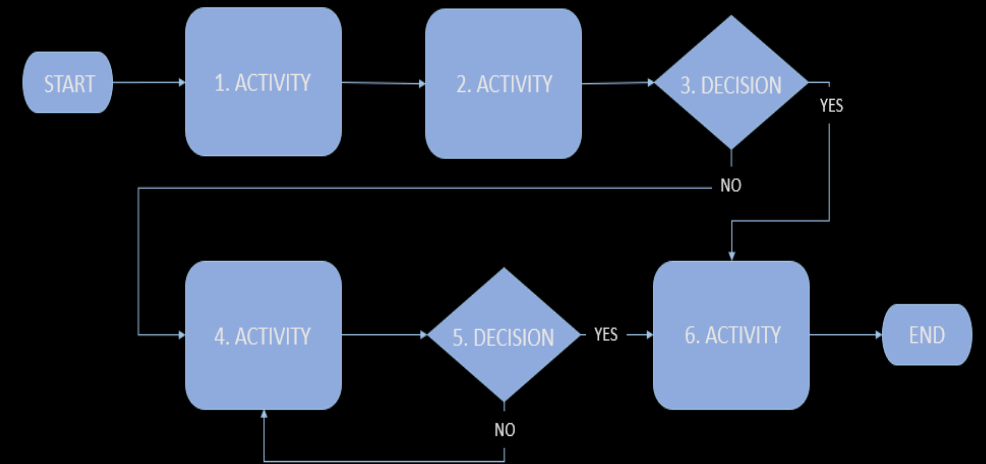 START
1. ACTIVITY
2. ACTIVITY
3. DECISION
YES
NO
4. ACTIVITY
5. DECISION
YES
6. ACTIVITY
END
NO